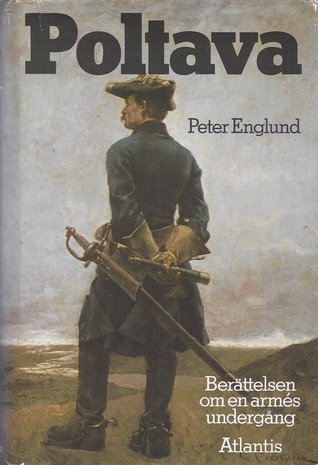 Poltava
Peter Englund
Berättelsen
om en armés
undergång
Atlantis